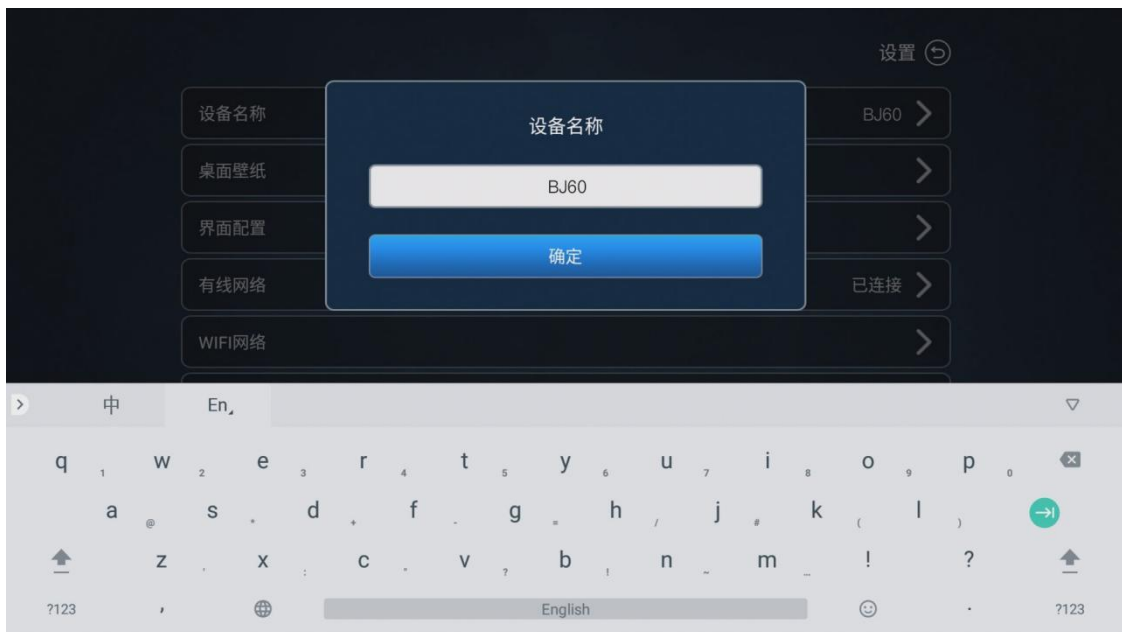 设置
设备名称 BJ60
设备名称
桌面壁纸
BJ60
界面配置
确定
有线网络 已连接
WIFI网络
中 En
q 1 w 2 e 3 r 4 t 5 y 6 u 7 i 8 o 9 p 0
a @ s * d + f - g = h / j # k ( l )
z x : c v ? b ! n ~ m _ ! ?
?123 , English . ?123